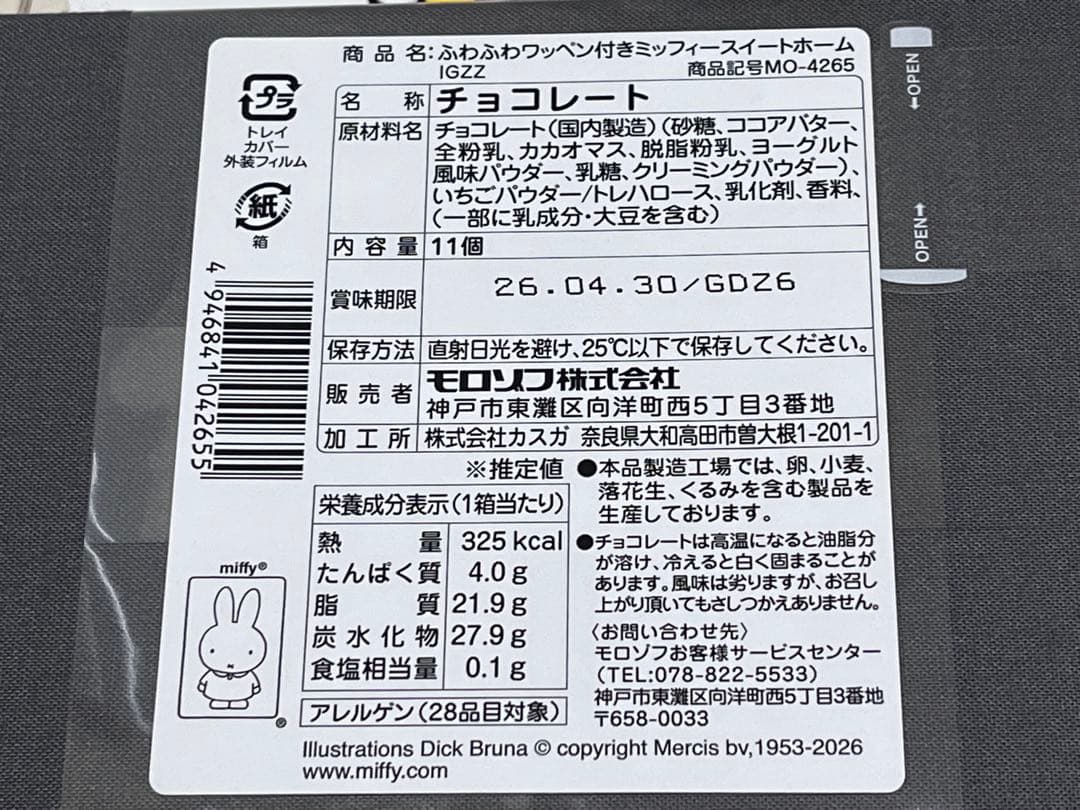 商品名:ふわふわワッペン付きミッフィースイートホーム
IGZZ 商品記号MO-4265
プラ
トレイ
カバー
外装フィルム
紙
箱
名称 チョコレート
原材料名 チョコレート(国内製造)(砂糖、ココアバター、
全粉乳、カカオマス、脱脂粉乳、ヨーグルト
風味パウダー、乳糖、クリーミングパウダー)、
いちごパウダー/トレハロース、乳化剤、香料、
(一部に乳成分・大豆を含む)
内容量 11個
賞味期限 26.04.30/GDZ6
保存方法 直射日光を避け、25℃以下で保存してください。
販売者 モロゾフ株式会社
神戸市東灘区向洋町西5丁目3番地
加工所 株式会社カスガ 奈良県大和高田市曽大根1-201-1
4 946841 042655
※推定値
栄養成分表示(1箱当たり)
熱量 325 kcal
たんぱく質 4.0 g
脂質 21.9 g
炭水化物 27.9 g
食塩相当量 0.1 g
アレルゲン(28品目対象)
●本品製造工場では、卵、小麦、
落花生、くるみを含む製品を
生産しております。
●チョコレートは高温になると油脂分
が溶け、冷えると白く固まることが
あります。風味は劣りますが、お召し
上がり頂いてもさしつかえありません。
〈お問い合わせ先〉
モロゾフお客様サービスセンター
(TEL:078-822-5533)
神戸市東灘区向洋町西5丁目3番地
〒658-0033
miffy®
®
Illustrations Dick Bruna © copyright Mercis bv,1953-2026
www.miffy.com
←OPEN
OPEN→